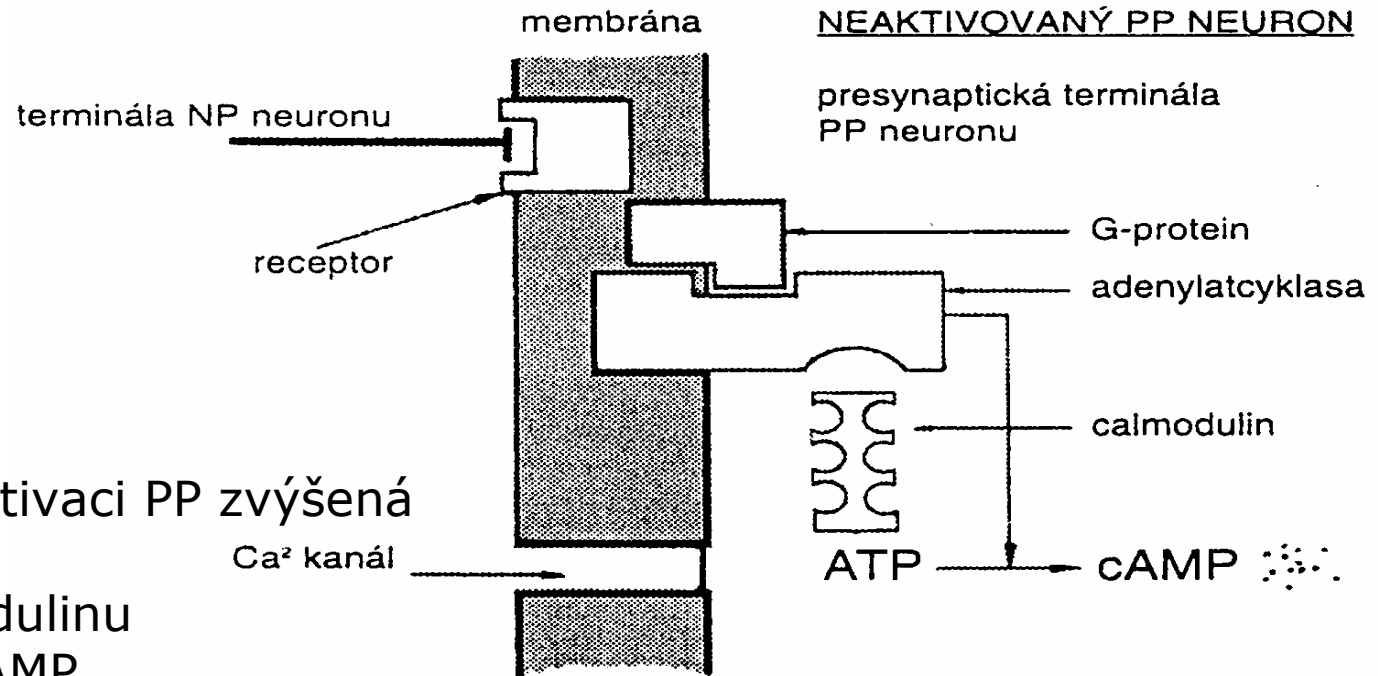 membrána
NEAKTIVOVANÝ PP NEURON
terminála NP neuronu
presynaptická terminála
PP neuronu
receptor
G-protein
adenylatcyklasa
calmodulin
tivaci PP zvýšená
Ca² kanál
ATP
cAMP
dulinu
AMP